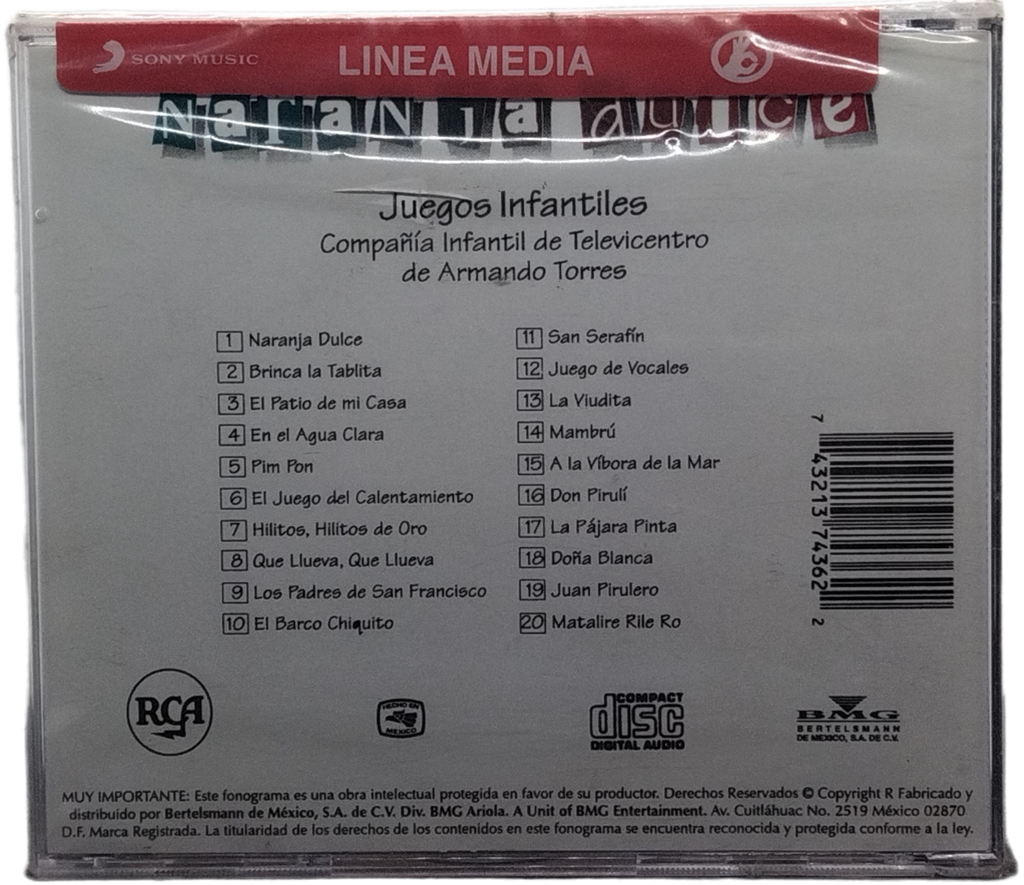 SONY MUSIC
LINEA MEDIA
Naranja dulce
Juegos Infantiles
Compañía Infantil de Televicentro
de Armando Torres
1 Naranja Dulce
2 Brinca la Tablita
3 El Patio de mi Casa
4 En el Agua Clara
5 Pim Pon
6 El Juego del Calentamiento
7 Hilitos, Hilitos de Oro
8 Que Llueva, Que Llueva
9 Los Padres de San Francisco
10 El Barco Chiquito
11 San Serafín
12 Juego de Vocales
13 La Viudita
14 Mambrú
15 A la Víbora de la Mar
16 Don Pirulí
17 La Pájara Pinta
18 Doña Blanca
19 Juan Pirulero
20 Matalire Rile Ro
7 43213 74362 2
RCA
HECHO EN
MEXICO
COMPACT
disc
DIGITAL AUDIO
BMG
BERTELSMANN
DE MEXICO, S.A. DE C.V.
MUY IMPORTANTE: Este fonograma es una obra intelectual protegida en favor de su productor. Derechos Reservados © Copyright R Fabricado y
distribuido por Bertelsmann de México, S.A. de C.V. Div. BMG Ariola. A Unit of BMG Entertainment. Av. Cuitláhuac No. 2519 México 02870
D.F. Marca Registrada. La titularidad de los derechos de los contenidos en este fonograma se encuentra reconocida y protegida conforme a la ley.